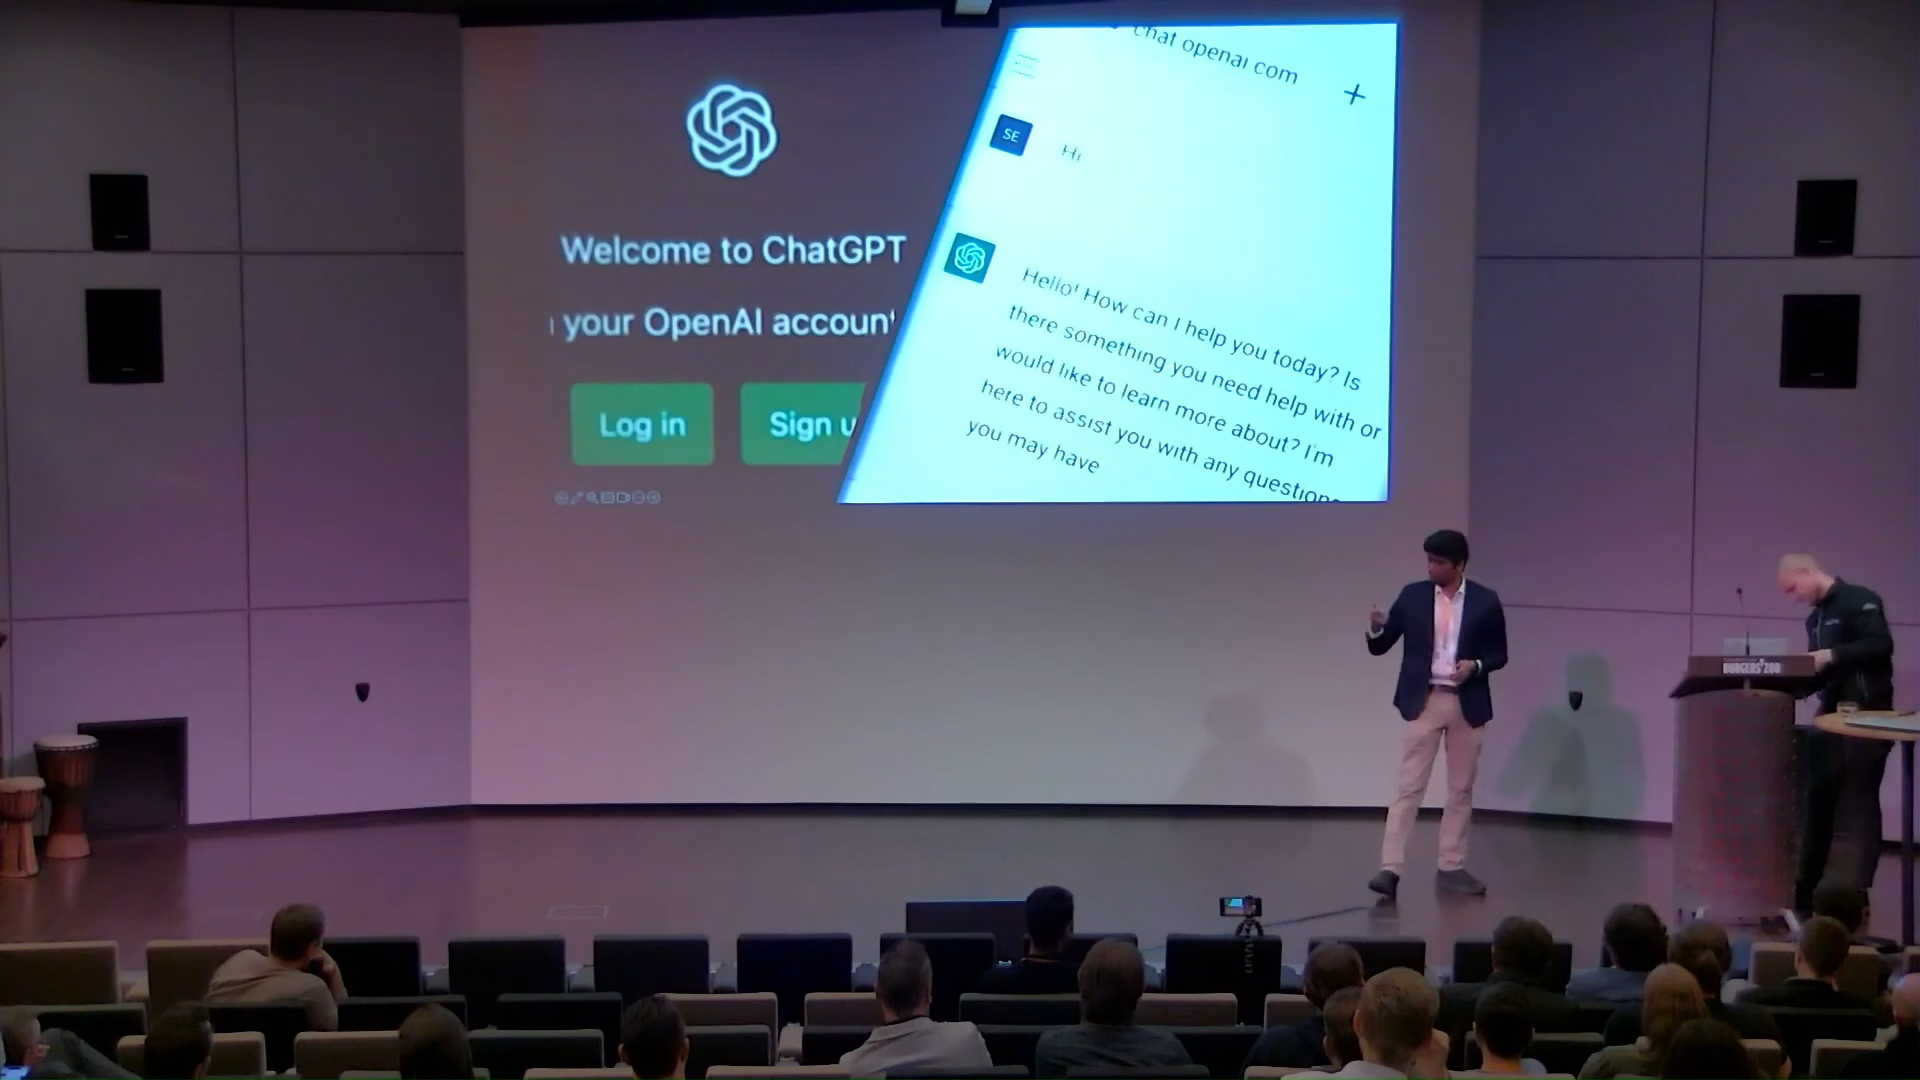 Welcome to ChatGPT
your OpenAI account
Log in
Sign u
chat openai com
+
SE
Hi
Hello! How can I help you today? Is
there something you need help with or
would like to learn more about? I'm
here to assist you with any questions
you may have
BURGERS' ZOO